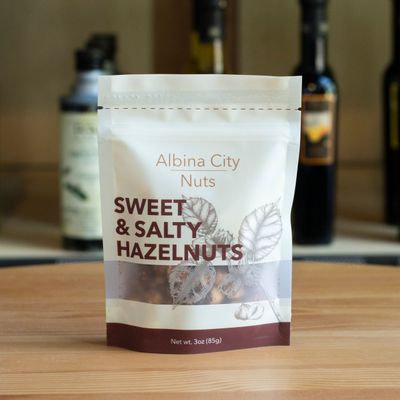 Albina City
Nuts
SWEET
& SALTY
HAZELNUTS
Net wt. 3oz (85g)